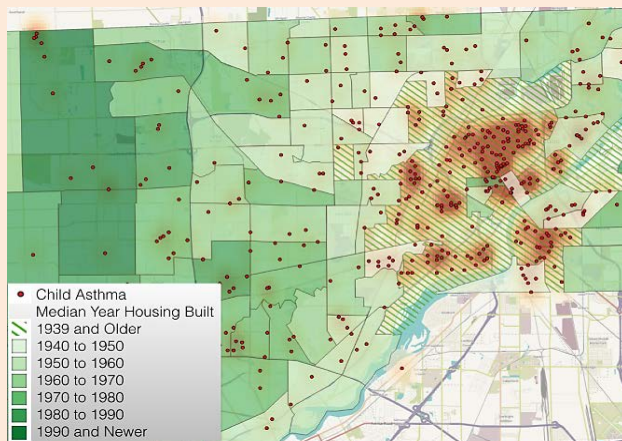 Child Asthma
Median Year Housing Built
1939 and Older
1940 to 1950
1950 to 1960
1960 to 1970
1970 to 1980
1980 to 1990
1990 and Newer